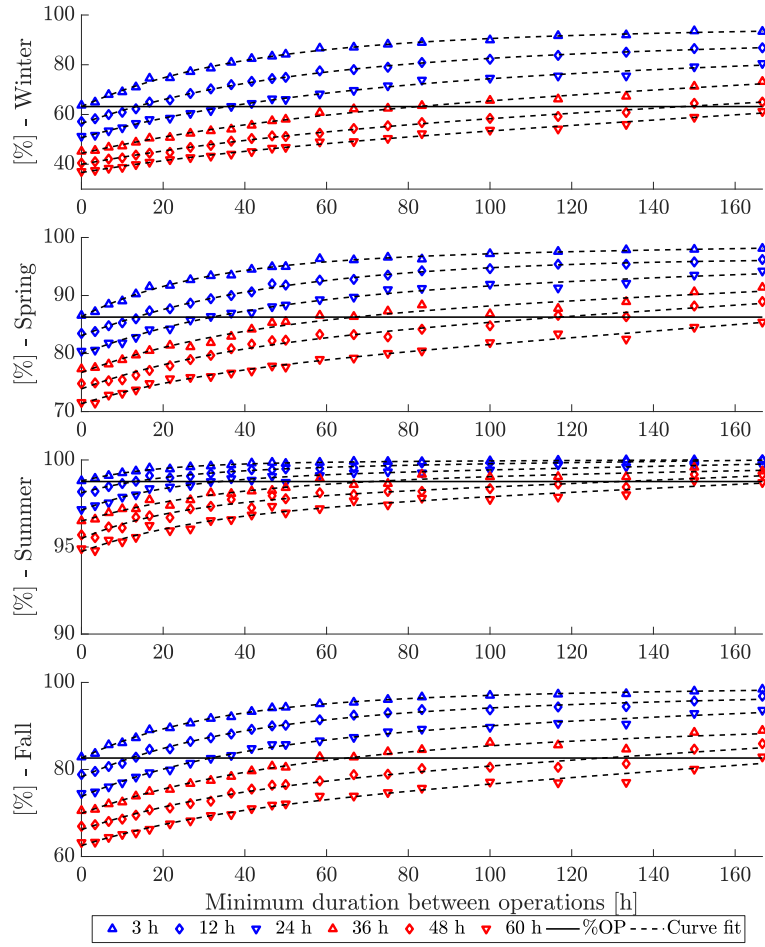 100
80
60
40
[%] - Winter
0 20 40 60 80 100 120 140 160
100
90
80
70
[%] - Spring
0 20 40 60 80 100 120 140 160
100
95
90
[%] - Summer
0 20 40 60 80 100 120 140 160
100
80
60
[%] - Fall
0 20 40 60 80 100 120 140 160
Minimum duration between operations [h]
3 h 12 h 24 h 36 h 48 h 60 h %OP Curve fit